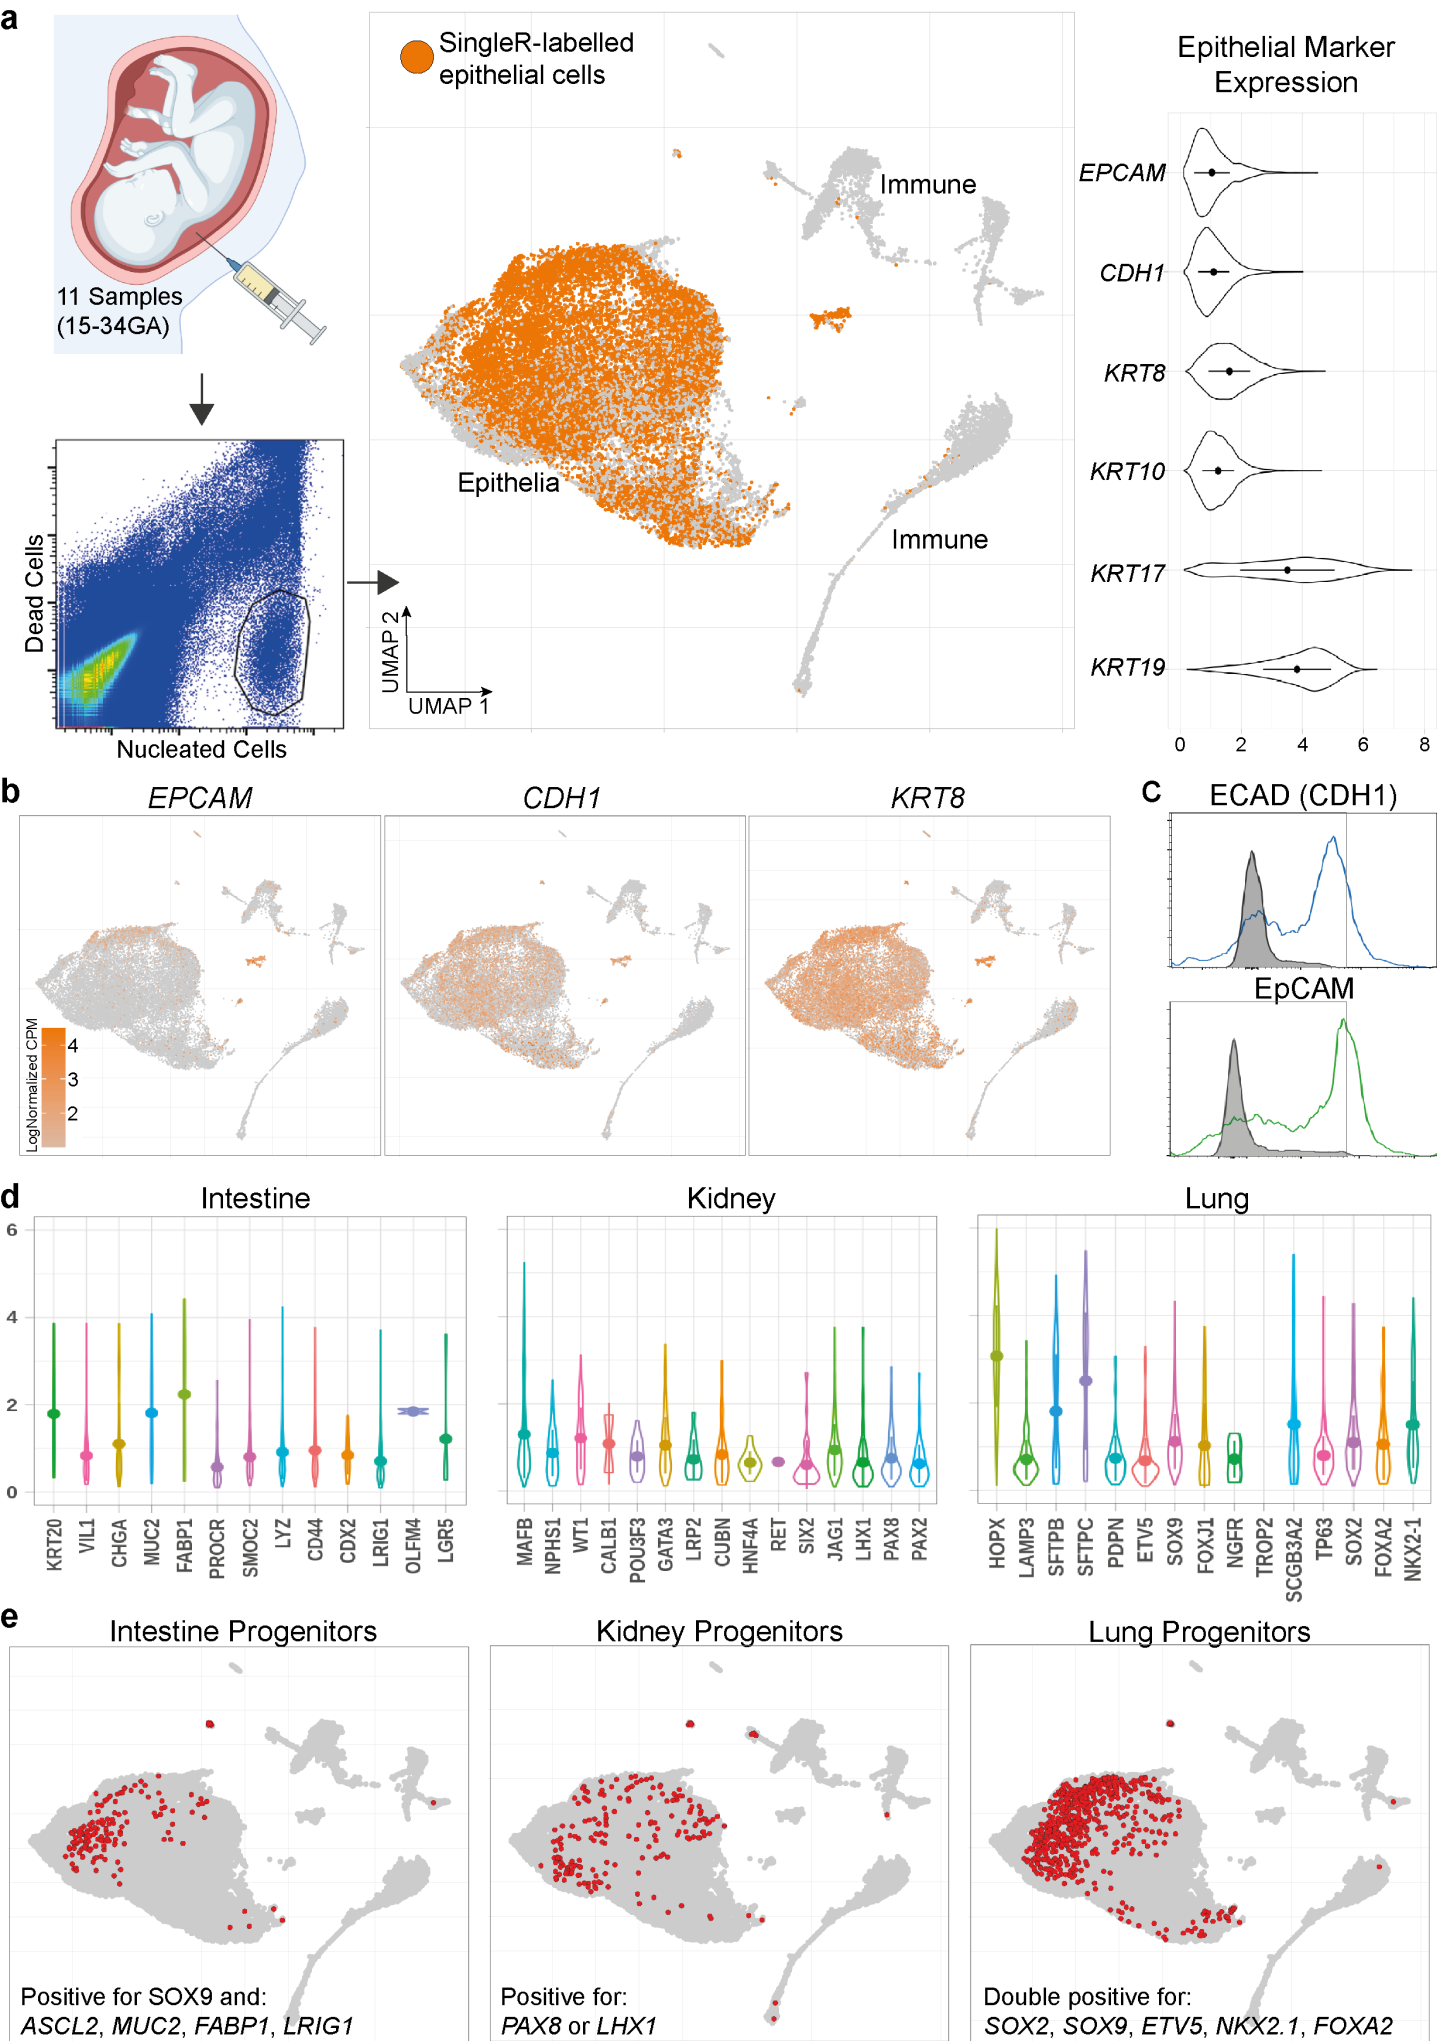 a
SingleR-labelled
epithelial cells
Immune
Epithelia
Immune
UMAP 2
UMAP 1
11 Samples
(15-34GA)
Dead Cells
Nucleated Cells
Epithelial Marker
Expression
EPCAM
CDH1
KRT8
KRT10
KRT17
KRT19
0 2 4 6 8
b
EPCAM
CDH1
KRT8
LogNormalized CPM
4
3
2
c
ECAD (CDH1)
EpCAM
d
Intestine
6
4
2
0
KRT20
VIL1
CHGA
MUC2
FABP1
PROCR
SMOC2
LYZ
CD44
CDX2
LRIG1
OLFM4
LGR5
Kidney
MAFB
NPHS1
WT1
CALB1
POU3F3
GATA3
LRP2
CUBN
HNF4A
RET
SIX2
JAG1
LHX1
PAX8
PAX2
Lung
HOPX
LAMP3
SFTPB
SFTPC
PDPN
ETV5
SOX9
FOXJ1
NGFR
TROP2
SCGB3A2
TP63
SOX2
FOXA2
NKX2-1
e
Intestine Progenitors
Positive for SOX9 and:
ASCL2, MUC2, FABP1, LRIG1
Kidney Progenitors
Positive for:
PAX8 or LHX1
Lung Progenitors
Double positive for:
SOX2, SOX9, ETV5, NKX2.1, FOXA2